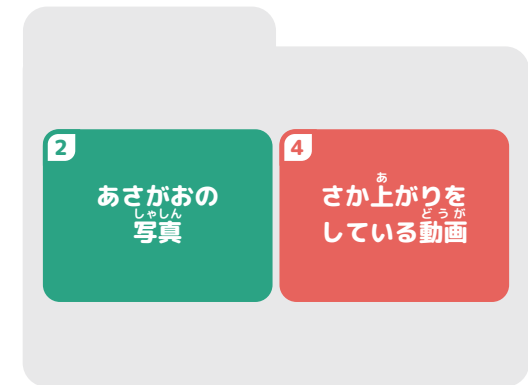 2
あさがおの
しゃしん
写真
4
あ
さか上がりを
どうが
している動画